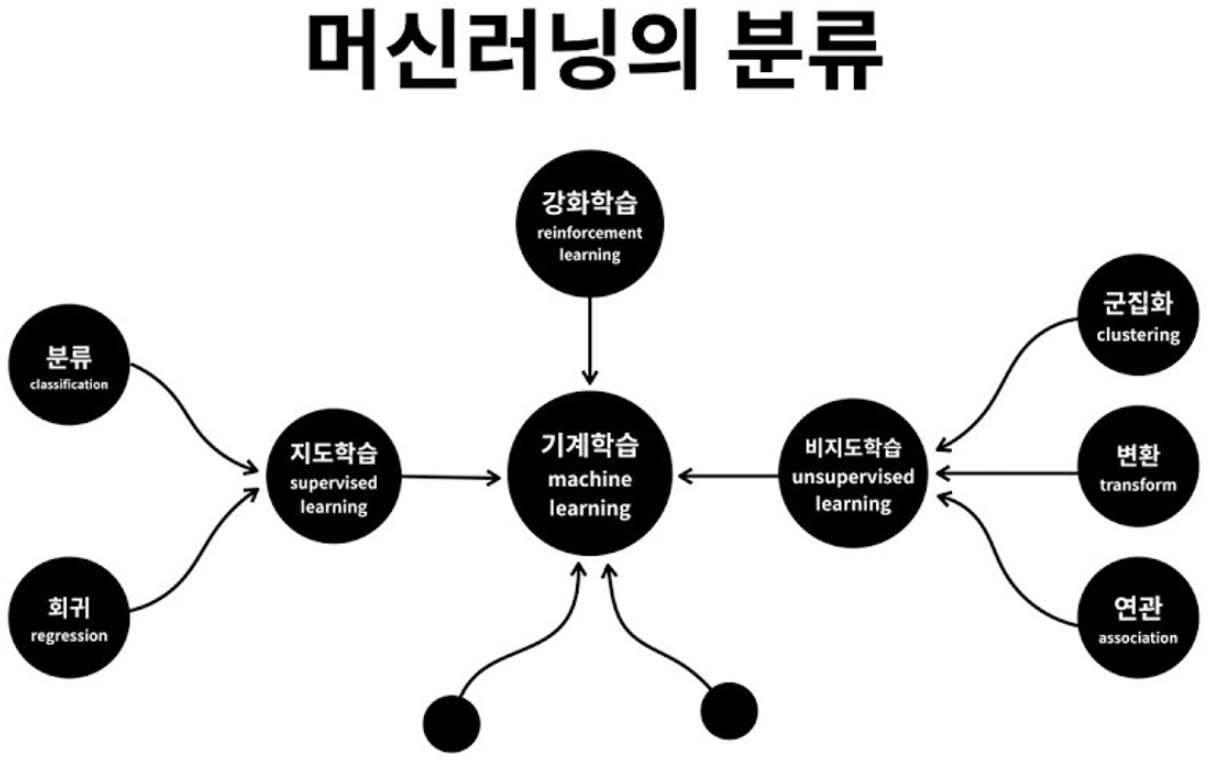 머신러닝의 분류
강화학습
reinforcement
learning
분류
classification
회귀
regression
지도학습
supervised
learning
기계학습
machine
learning
비지도학습
unsupervised
learning
군집화
clustering
변환
transform
연관
association